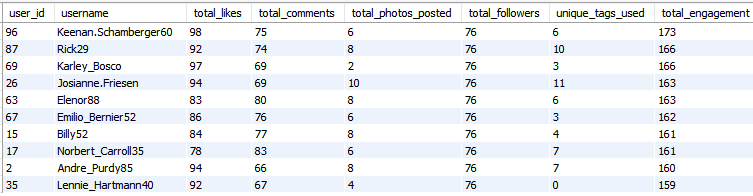 user_id username total_likes total_comments total_photos_posted total_followers unique_tags_used total_engagement
96 Keenan.Schamberger60 98 75 6 76 6 173
87 Rick29 92 74 8 76 10 166
69 Karley_Bosco 97 69 2 76 3 166
26 Josianne.Friesen 94 69 10 76 11 163
63 Elenor88 83 80 8 76 6 163
67 Emilio_Bernier52 86 76 6 76 3 162
15 Billy52 84 77 8 76 4 161
17 Norbert_Carroll35 78 83 6 76 7 161
2 Andre_Purdy85 94 66 8 76 7 160
35 Lennie_Hartmann40 92 67 4 76 0 159